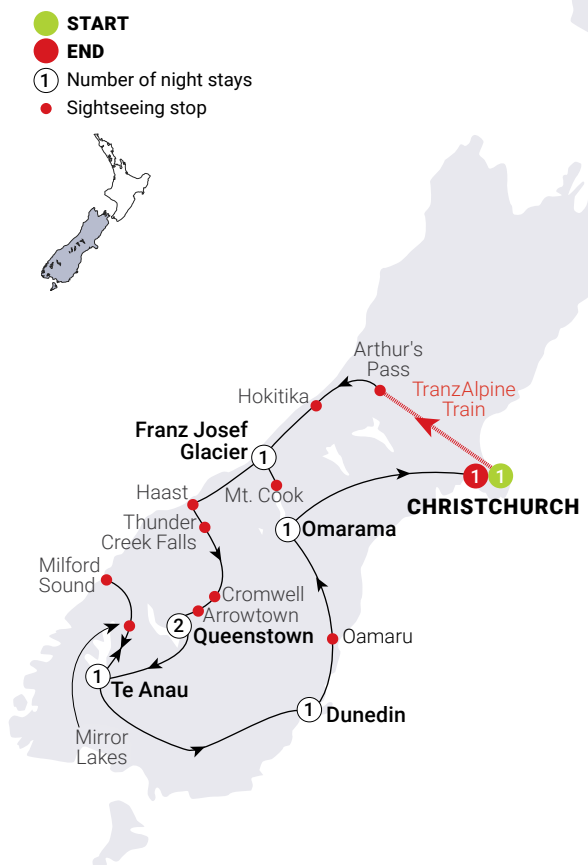 START
END
1 Number of night stays
Sightseeing stop
Arthur's
Pass
TranzAlpine
Train
Hokitika
Franz Josef
Glacier
1
Mt. Cook
1
1
CHRISTCHURCH
Haast
1
Omarama
Thunder
Creek Falls
Milford
Sound
Cromwell
Arrowtown
2
Queenstown
Oamaru
1
Te Anau
1
Dunedin
Mirror
Lakes